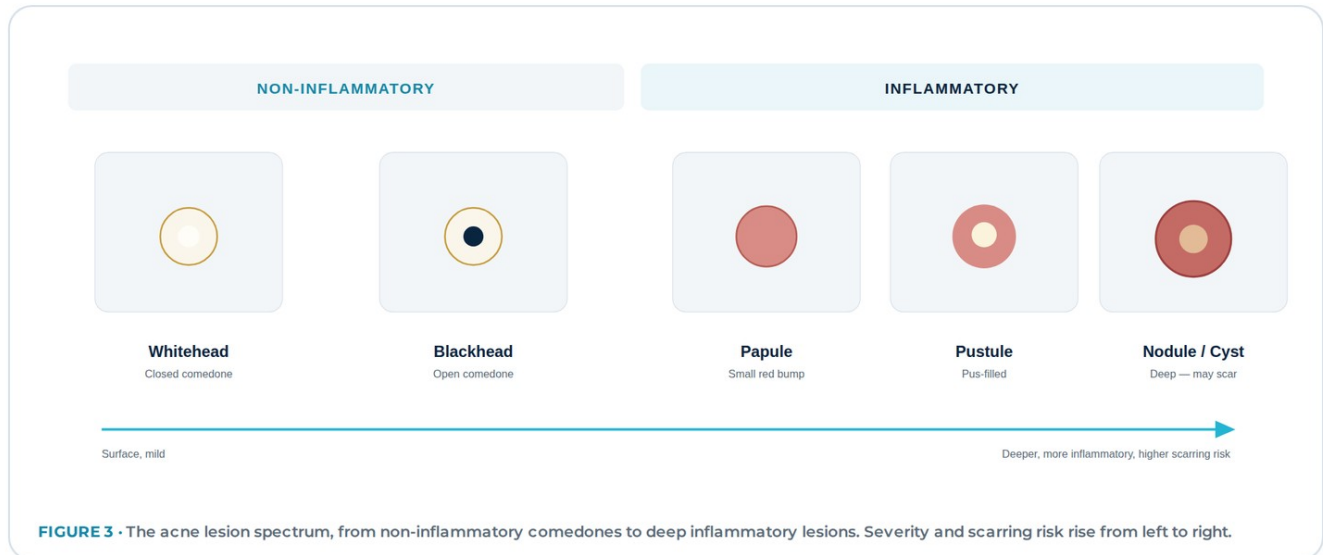 NON-INFLAMMATORY
INFLAMMATORY
Whitehead
Closed comedone
Blackhead
Open comedone
Papule
Small red bump
Pustule
Pus-filled
Nodule / Cyst
Deep — may scar
Surface, mild
Deeper, more inflammatory, higher scarring risk
FIGURE 3 · The acne lesion spectrum, from non-inflammatory comedones to deep inflammatory lesions. Severity and scarring risk rise from left to right.